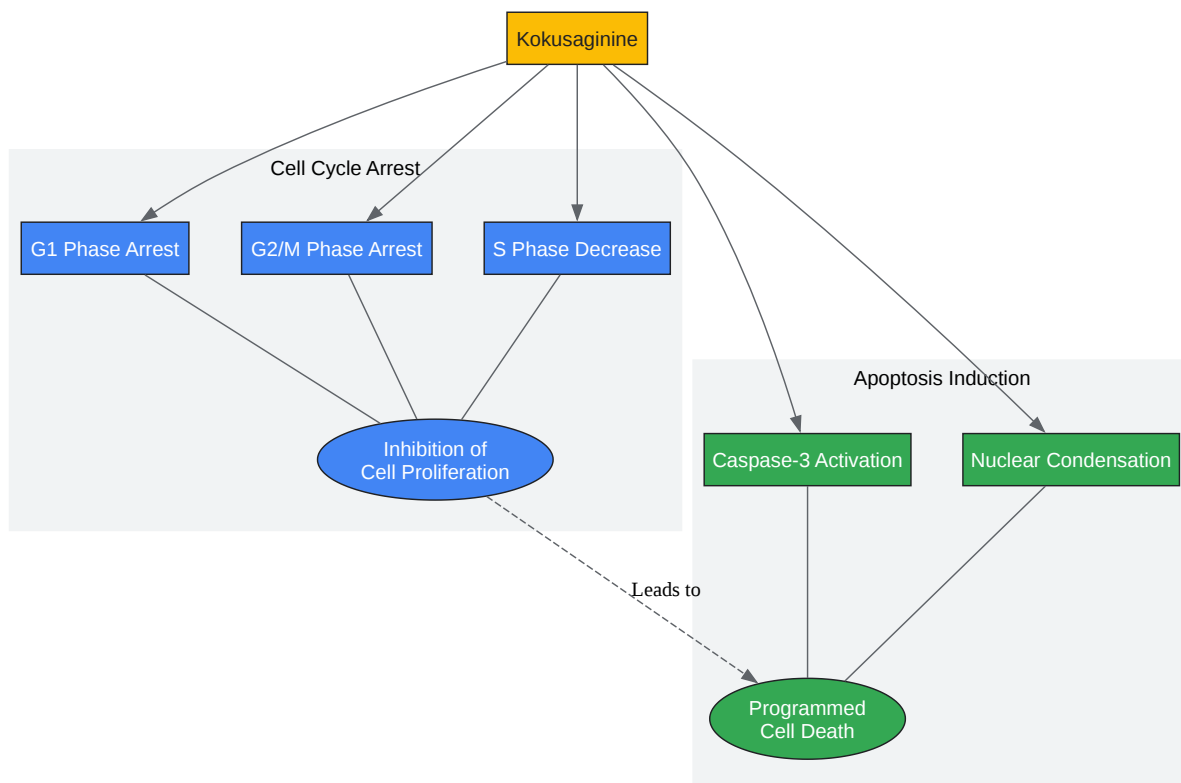 Kokusaginine
Cell Cycle Arrest
G1 Phase Arrest
G2/M Phase Arrest
S Phase Decrease
Inhibition of
Cell Proliferation
Apoptosis Induction
Caspase-3 Activation
Nuclear Condensation
Leads to
Programmed
Cell Death